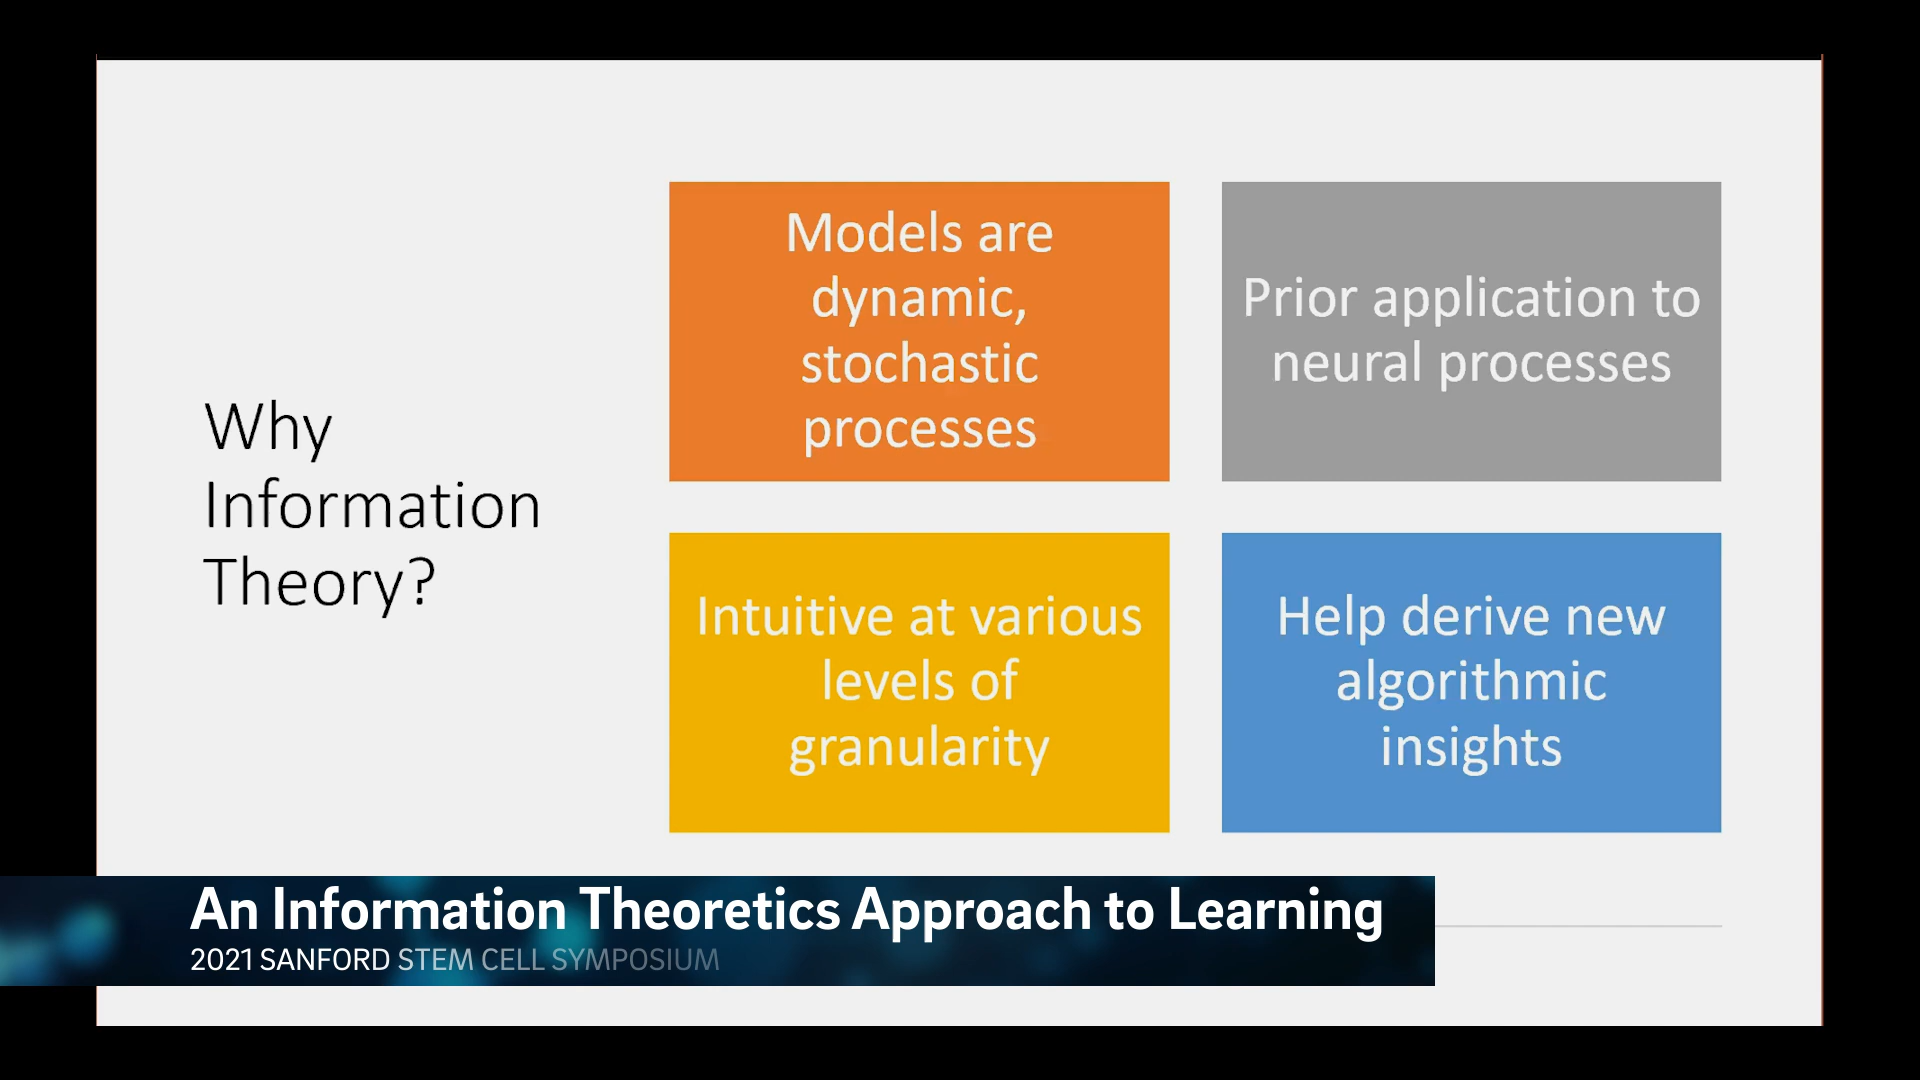 Why
Information
Theory?
Models are
dynamic,
stochastic
processes
Prior application to
neural processes
Intuitive at various
levels of
granularity
Help derive new
algorithmic
insights
An Information Theoretics Approach to Learning
2021 SANFORD STEM CELL SYMPOSIUM